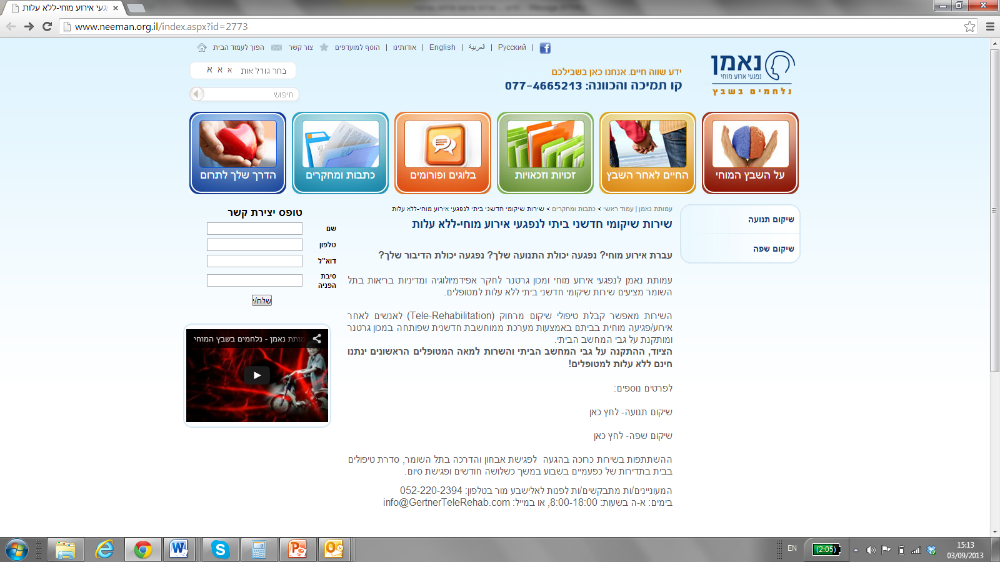 נפגעי אירוע מוחי-ללא עלות
www.neeman.org.il/index.aspx?id=2773
הפוך לעמוד הבית צור קשר הוסף למועדפים | אודותינו | English | العربية | Русский |
בחר גודל אות א א א
חיפוש
ידע שווה חיים. אנחנו כאן בשבילכם
קו תמיכה והכוונה: 077-4665213
נאמן
נפגעי ארוע מוחי
נלחמים בשבץ
על השבץ המוחי
החיים לאחר השבץ
זכויות וזכאויות
בלוגים ופורומים
כתבות ומחקרים
הדרך שלך לתרום
שיקום תנועה
שיקום שפה
עמותת נאמן | עמוד ראשי > כתבות ומחקרים > שירות שיקומי חדשני ביתי לנפגעי אירוע מוחי-ללא עלות
שירות שיקומי חדשני ביתי לנפגעי אירוע מוחי-ללא עלות
עברת אירוע מוחי? נפגעה יכולת התנועה שלך? נפגעה יכולת הדיבור שלך?
עמותת נאמן לנפגעי אירוע מוחי ומכון גרטנר לחקר אפידמיולוגיה ומדיניות בריאות בתל
השומר מציעים שירות שיקומי חדשני ביתי ללא עלות למטופלים.
השירות מאפשר קבלת טיפולי שיקום מרחוק (Tele-Rehabilitation) לאנשים לאחר
אירוע/פגיעה מוחית בביתם באמצעות מערכת ממוחשבת חדשנית שפותחה במכון גרטנר
ומותקנת על גבי המחשב הביתי.
הציוד, ההתקנה על גבי המחשב הביתי והשרות למאה המטופלים הראשונים ינתנו
חינם ללא עלות למטופלים!
לפרטים נוספים:
שיקום תנועה- לחץ כאן
שיקום שפה- לחץ כאן
ההשתתפות בשירות כרוכה בהגעה לפגישת אבחון והדרכה בתל השומר, סדרת טיפולים
בבית בתדירות של כפעמיים בשבוע במשך כשלושה חודשים ופגישת סיום.
המעוניינים/ות מתבקשים/ות לפנות לאלישבע מור בטלפון: 052-220-2394
בימים: א-ה בשעות: 8:00-18:00, או במייל: info@GertnerTeleRehab.com
טופס יצירת קשר
שם
טלפון
דוא"ל
סיבת
הפניה
שלח/י
מותת נאמן - נלחמים בשבץ המוחי
EN
(2:05)
15:13
03/09/2013